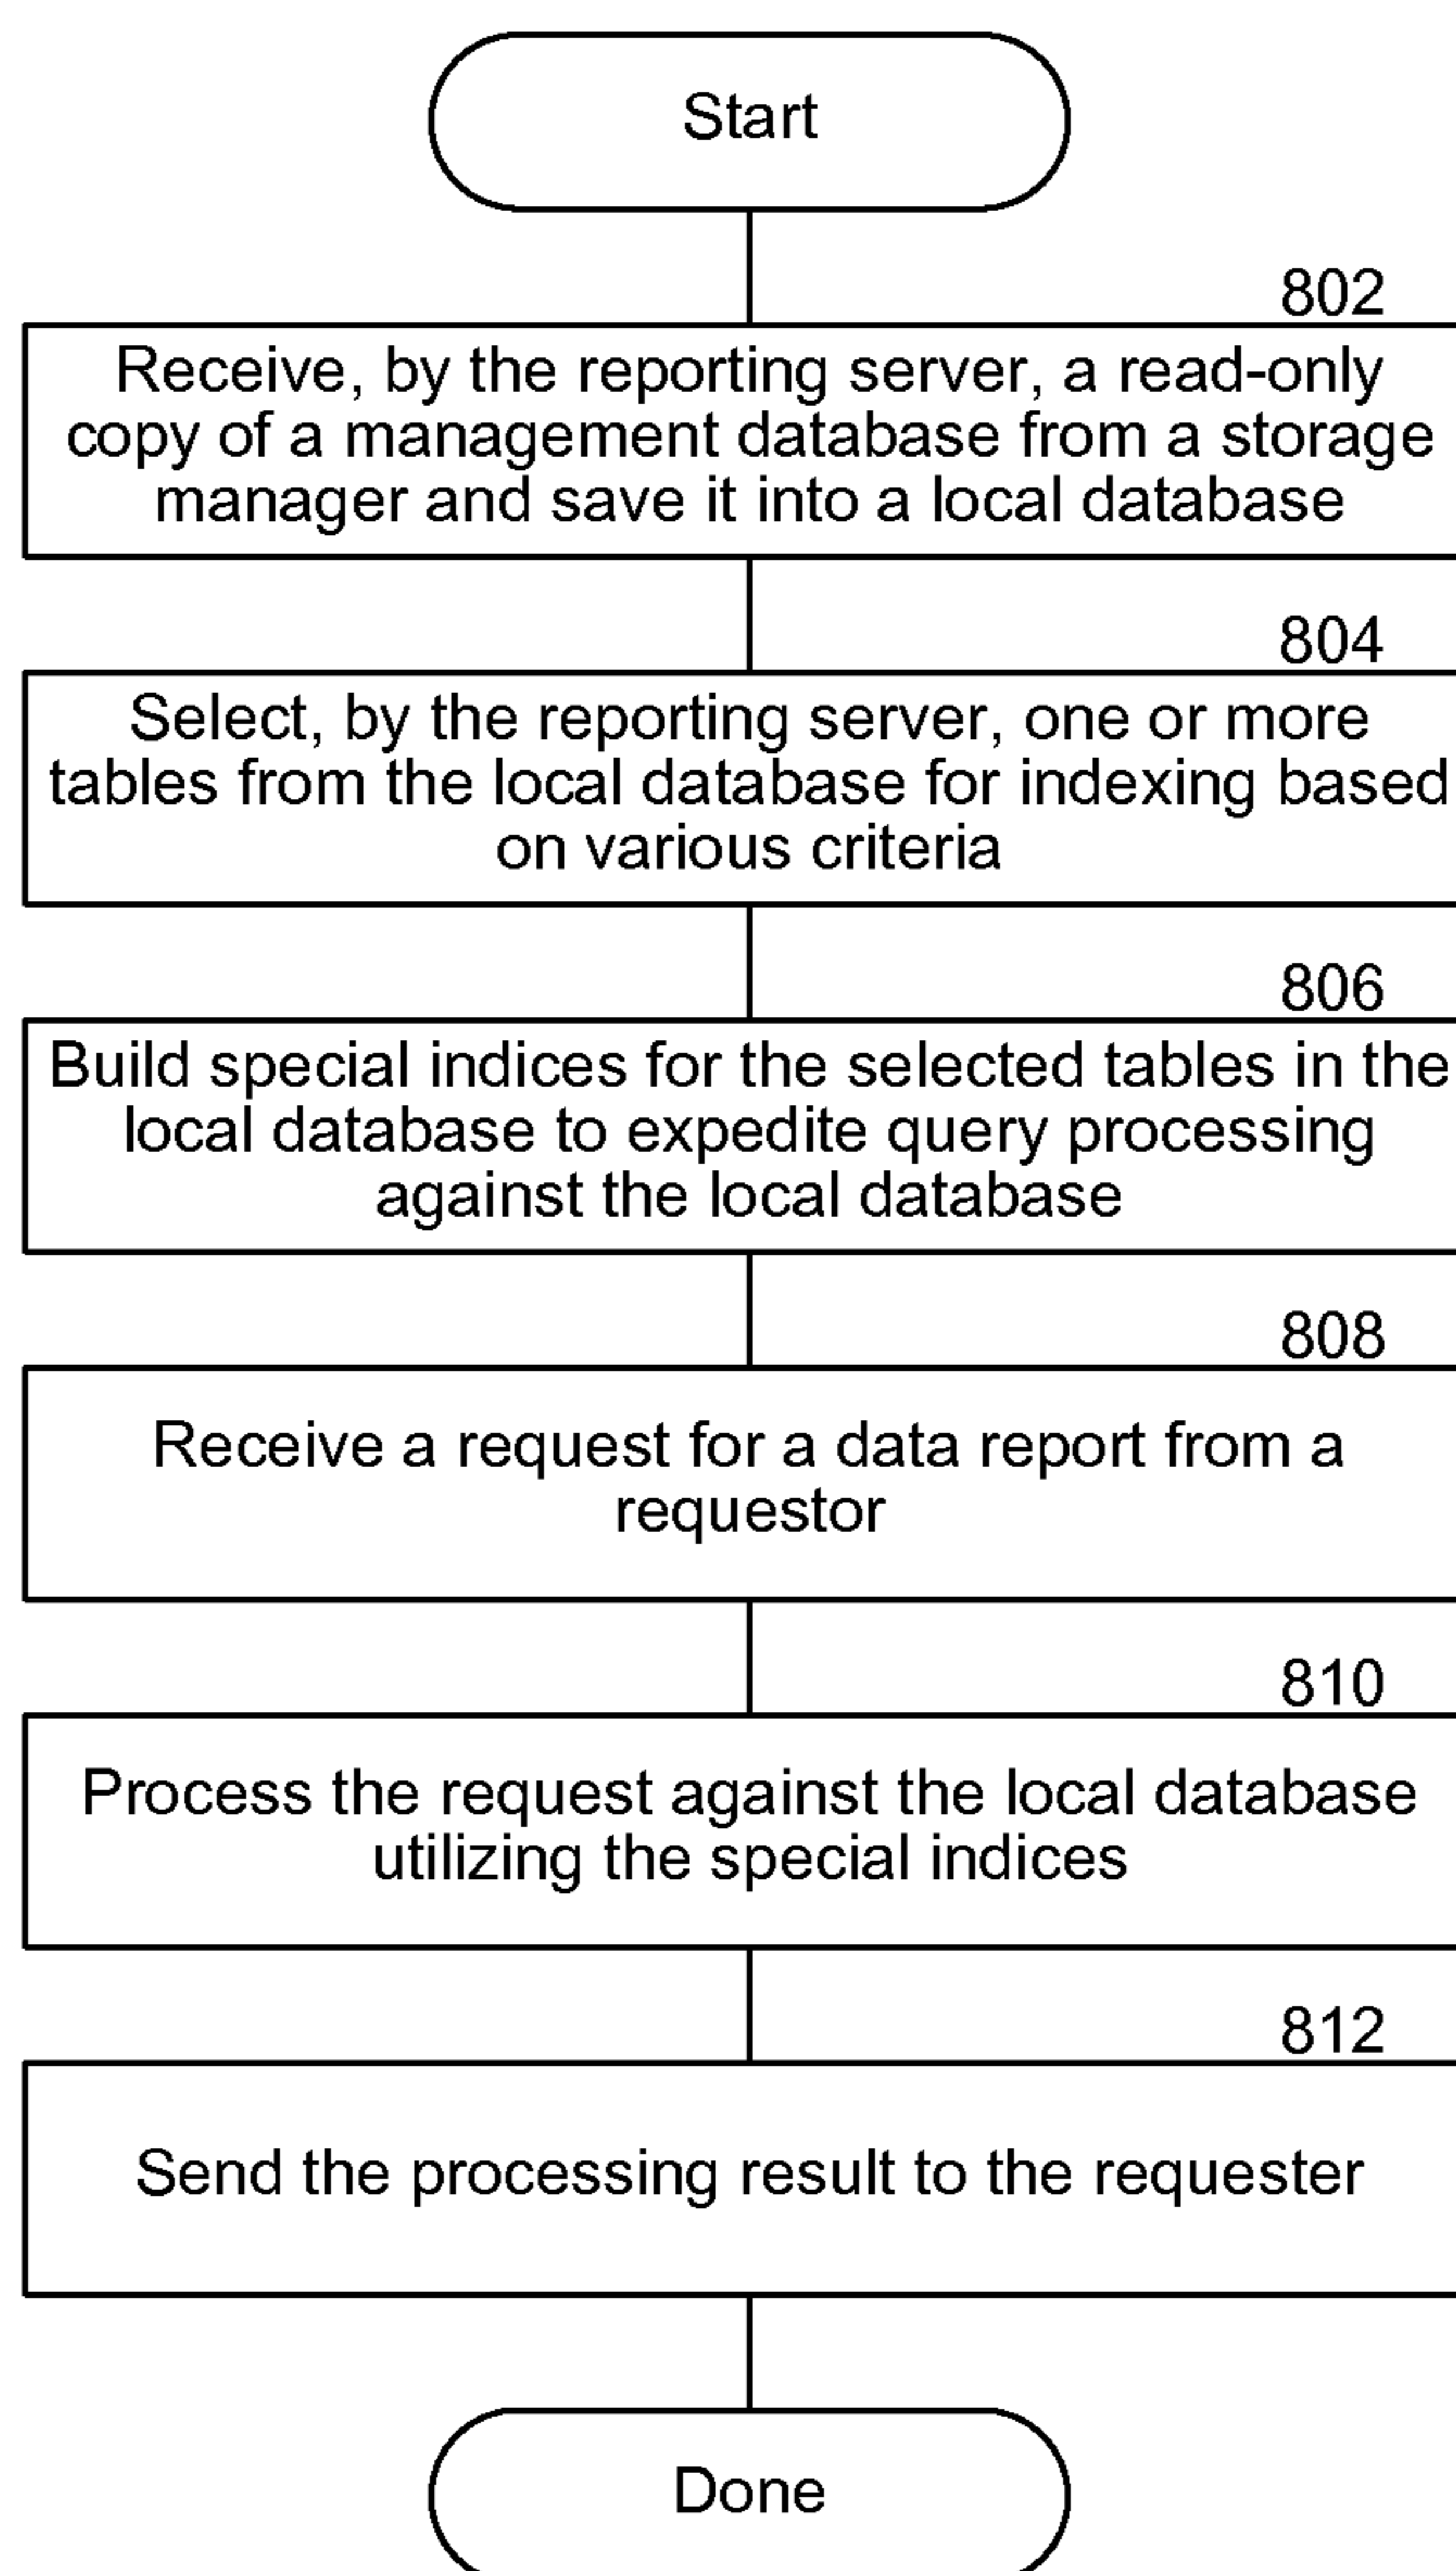 Start
802
Receive, by the reporting server, a read-only
copy of a management database from a storage
manager and save it into a local database
804
Select, by the reporting server, one or more
tables from the local database for indexing based
on various criteria
806
Build special indices for the selected tables in the
local database to expedite query processing
against the local database
808
Receive a request for a data report from a
requestor
810
Process the request against the local database
utilizing the special indices
812
Send the processing result to the requester
Done